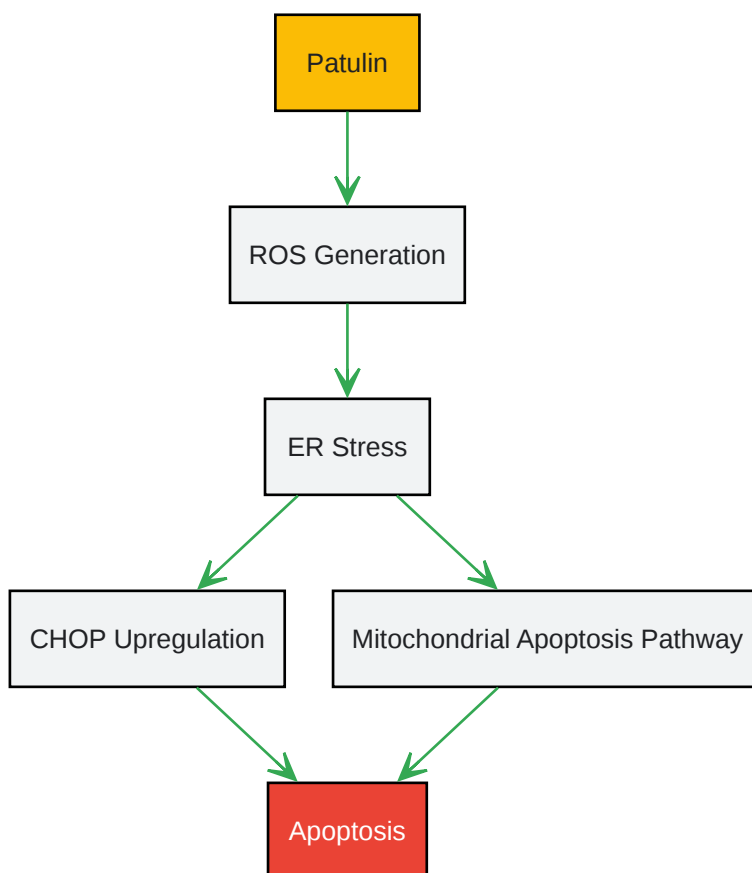 Patulin
ROS Generation
ER Stress
CHOP Upregulation
Mitochondrial Apoptosis Pathway
Apoptosis